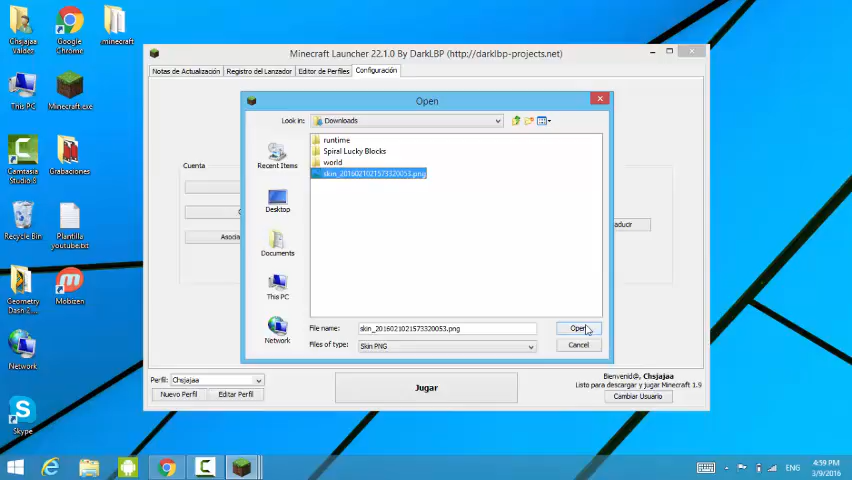 Chsjajaa Valdes
Google Chrome
.minecraft
This PC
Minecraft.exe
Camtasia Studio 8
Grabaciones
Recycle Bin
Plantilla youtube.txt
Geometry Dash 2....
Mobizen
Network
Skype
Minecraft Launcher 22.1.0 By DarkLBP (http://darklbp-projects.net)
Notas de Actualización
Registro del Lanzador
Editor de Perfiles
Configuración
Cuenta
Asocia
ducir
Open
Look in:
Downloads
Recent Items
Desktop
Documents
This PC
Network
runtime
Spiral Lucky Blocks
world
skin_2016021021573320053.png
File name:
skin_2016021021573320053.png
Open
Files of type:
Skin PNG
Cancel
Perfil:
Chsjajaa
Nuevo Perfil
Editar Perfil
Jugar
Bienvenid@, Chsjajaa
Listo para descargar y jugar Minecraft 1.9
Cambiar Usuario
ENG
4:59 PM
3/9/2016